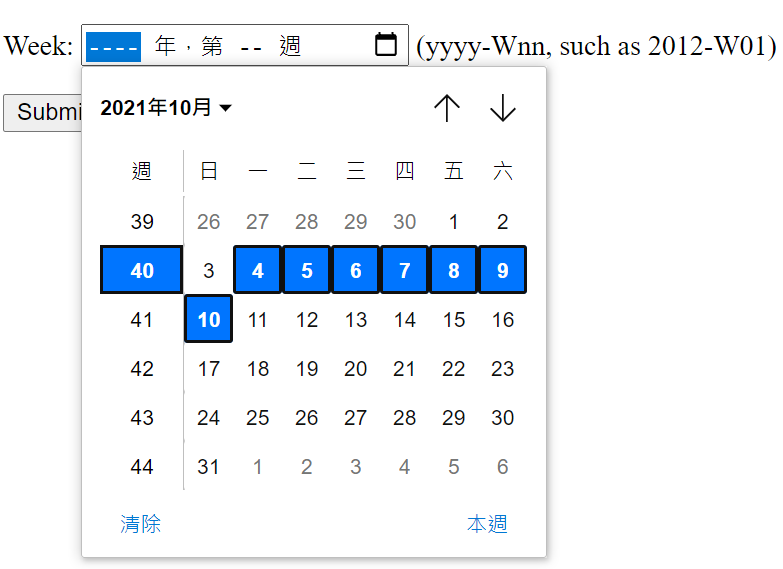 Week: ---- 年，第 -- 週 (yyyy-Wnn, such as 2012-W01)
Submi
2021年10月
週 日 一 二 三 四 五 六
39 26 27 28 29 30 1 2
40 3 4 5 6 7 8 9
41 10 11 12 13 14 15 16
42 17 18 19 20 21 22 23
43 24 25 26 27 28 29 30
44 31 1 2 3 4 5 6
清除 本週